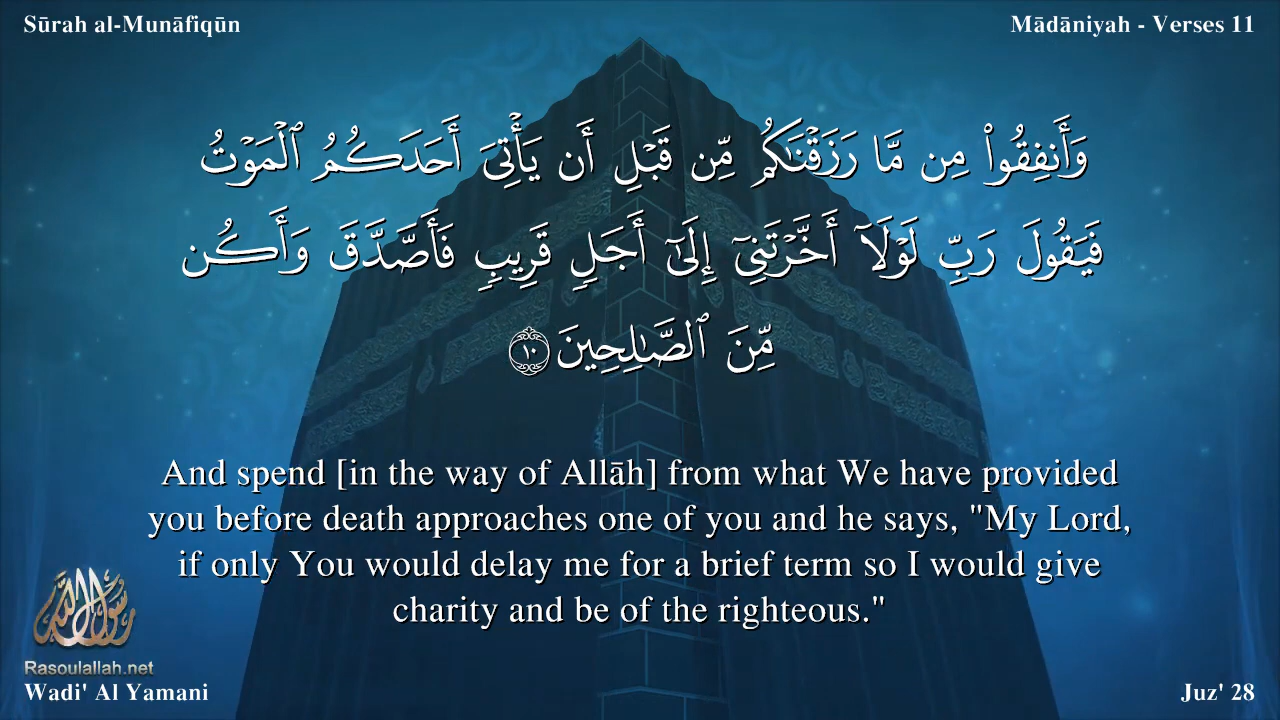 Sūrah al-Munāfiqūn
Mādāniyah - Verses 11
وَأَنفِقُوا۟ مِن مَّا رَزَقْنَـٰكُم مِّن قَبْلِ أَن يَأْتِىَ أَحَدَكُمُ ٱلْمَوْتُ
فَيَقُولَ رَبِّ لَوْلَآ أَخَّرْتَنِىٓ إِلَىٰٓ أَجَلٍ قَرِيبٍ فَأَصَّدَّقَ وَأَكُن
مِّنَ ٱلصَّـٰلِحِينَ ١٠
And spend [in the way of Allāh] from what We have provided
you before death approaches one of you and he says, "My Lord,
if only You would delay me for a brief term so I would give
charity and be of the righteous."
رسول الله
Rasoulallah.net
Wadi' Al Yamani
Juz' 28